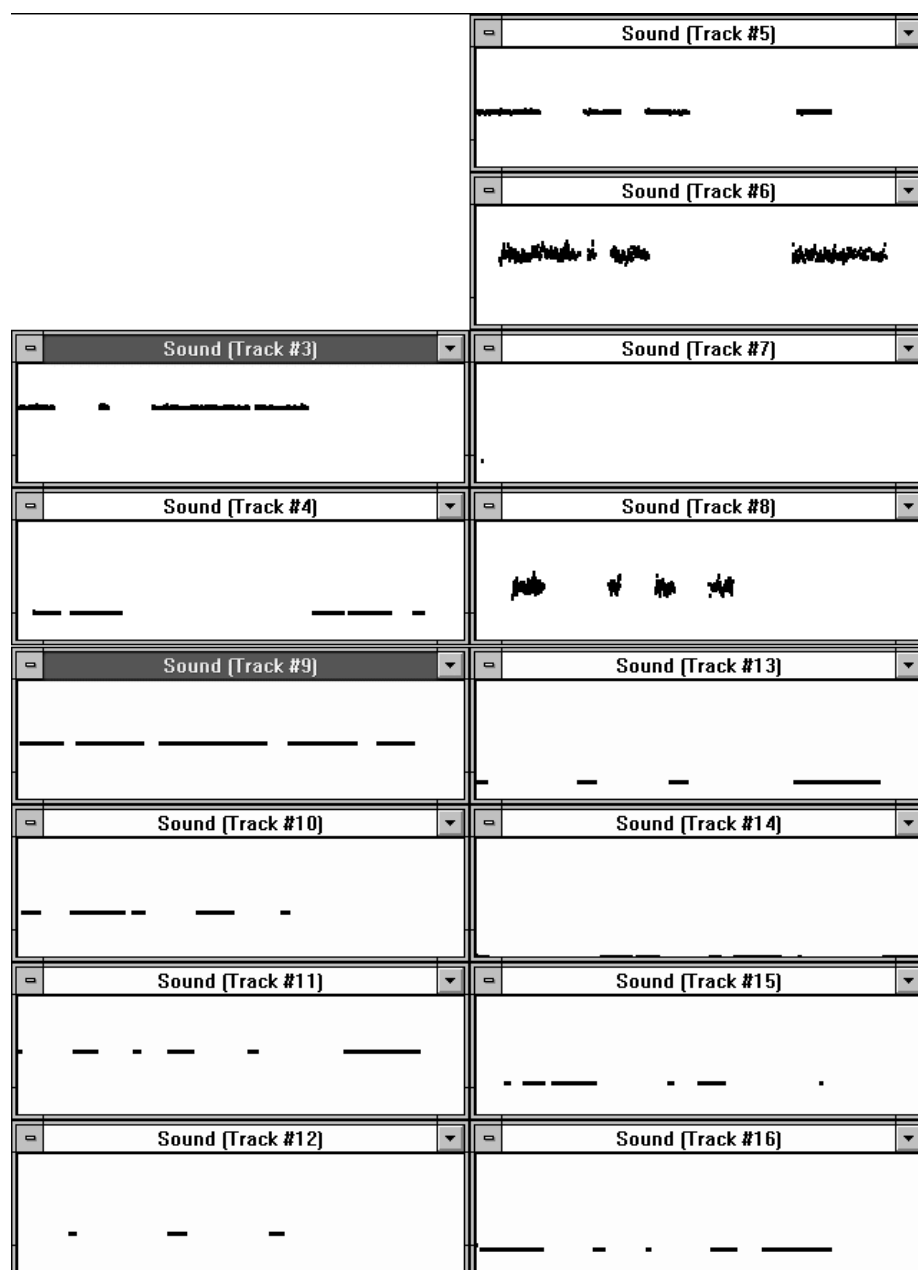 Sound (Track #5)
Sound (Track #6)
Sound (Track #3)
Sound (Track #7)
Sound (Track #4)
Sound (Track #8)
Sound (Track #9)
Sound (Track #13)
Sound (Track #10)
Sound (Track #14)
Sound (Track #11)
Sound (Track #15)
Sound (Track #12)
Sound (Track #16)